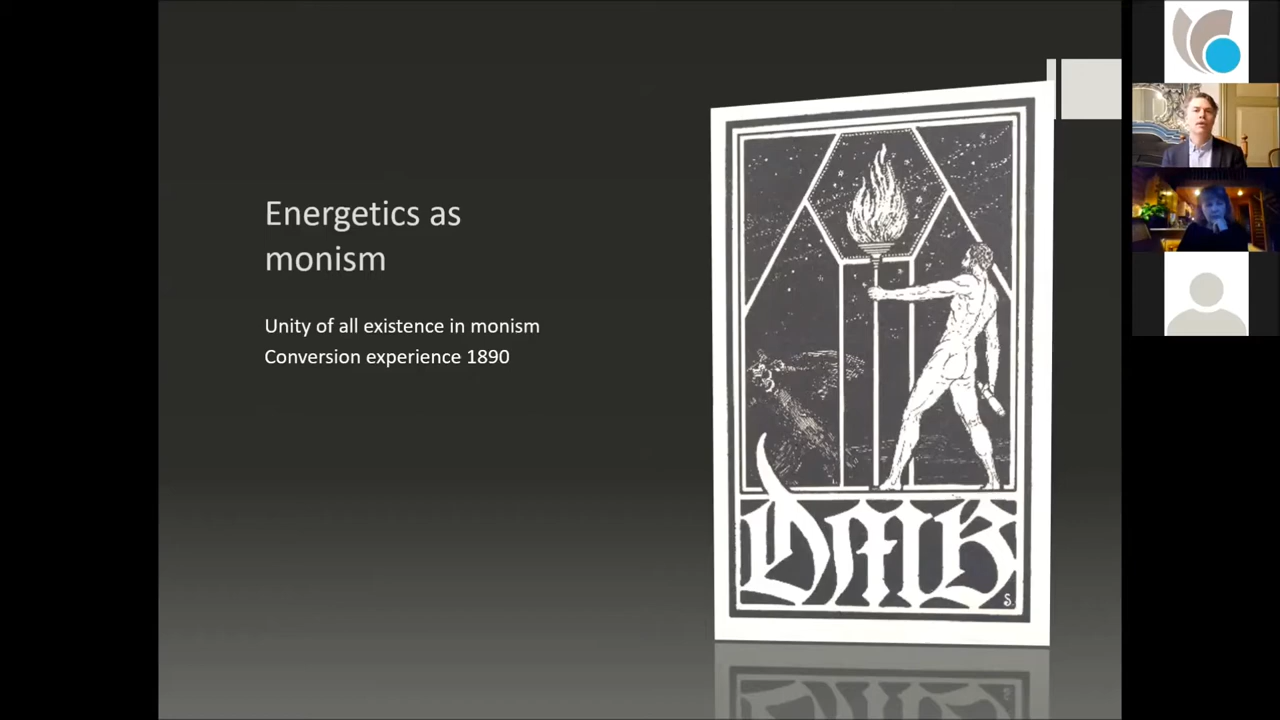 Energetics as
monism
Unity of all existence in monism
Conversion experience 1890
DMB
S.